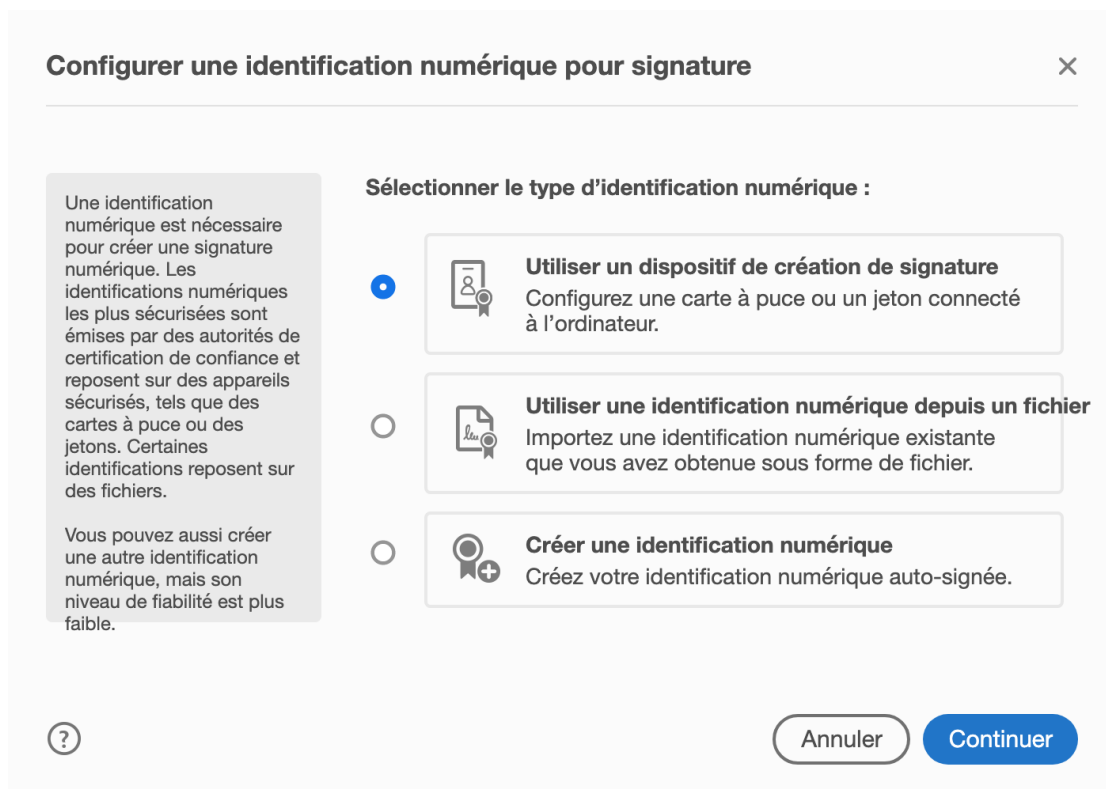 Configurer une identification numérique pour signature
Une identification
numérique est nécessaire
pour créer une signature
numérique. Les
identifications numériques
les plus sécurisées sont
émises par des autorités de
certification de confiance et
reposent sur des appareils
sécurisés, tels que des
cartes à puce ou des
jetons. Certaines
identifications reposent sur
des fichiers.
Vous pouvez aussi créer
une autre identification
numérique, mais son
niveau de fiabilité est plus
faible.
Sélectionner le type d’identification numérique :
Utiliser un dispositif de création de signature
Configurez une carte à puce ou un jeton connecté
à l’ordinateur.
Utiliser une identification numérique depuis un fichier
Importez une identification numérique existante
que vous avez obtenue sous forme de fichier.
Créer une identification numérique
Créez votre identification numérique auto-signée.
?
Annuler
Continuer